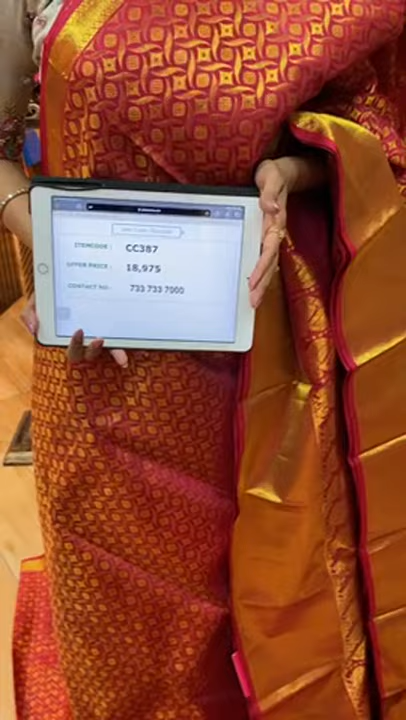 ITEMCODE : CC387
OFFER PRICE : 18,975
CONTACT NO- 733 733 7000